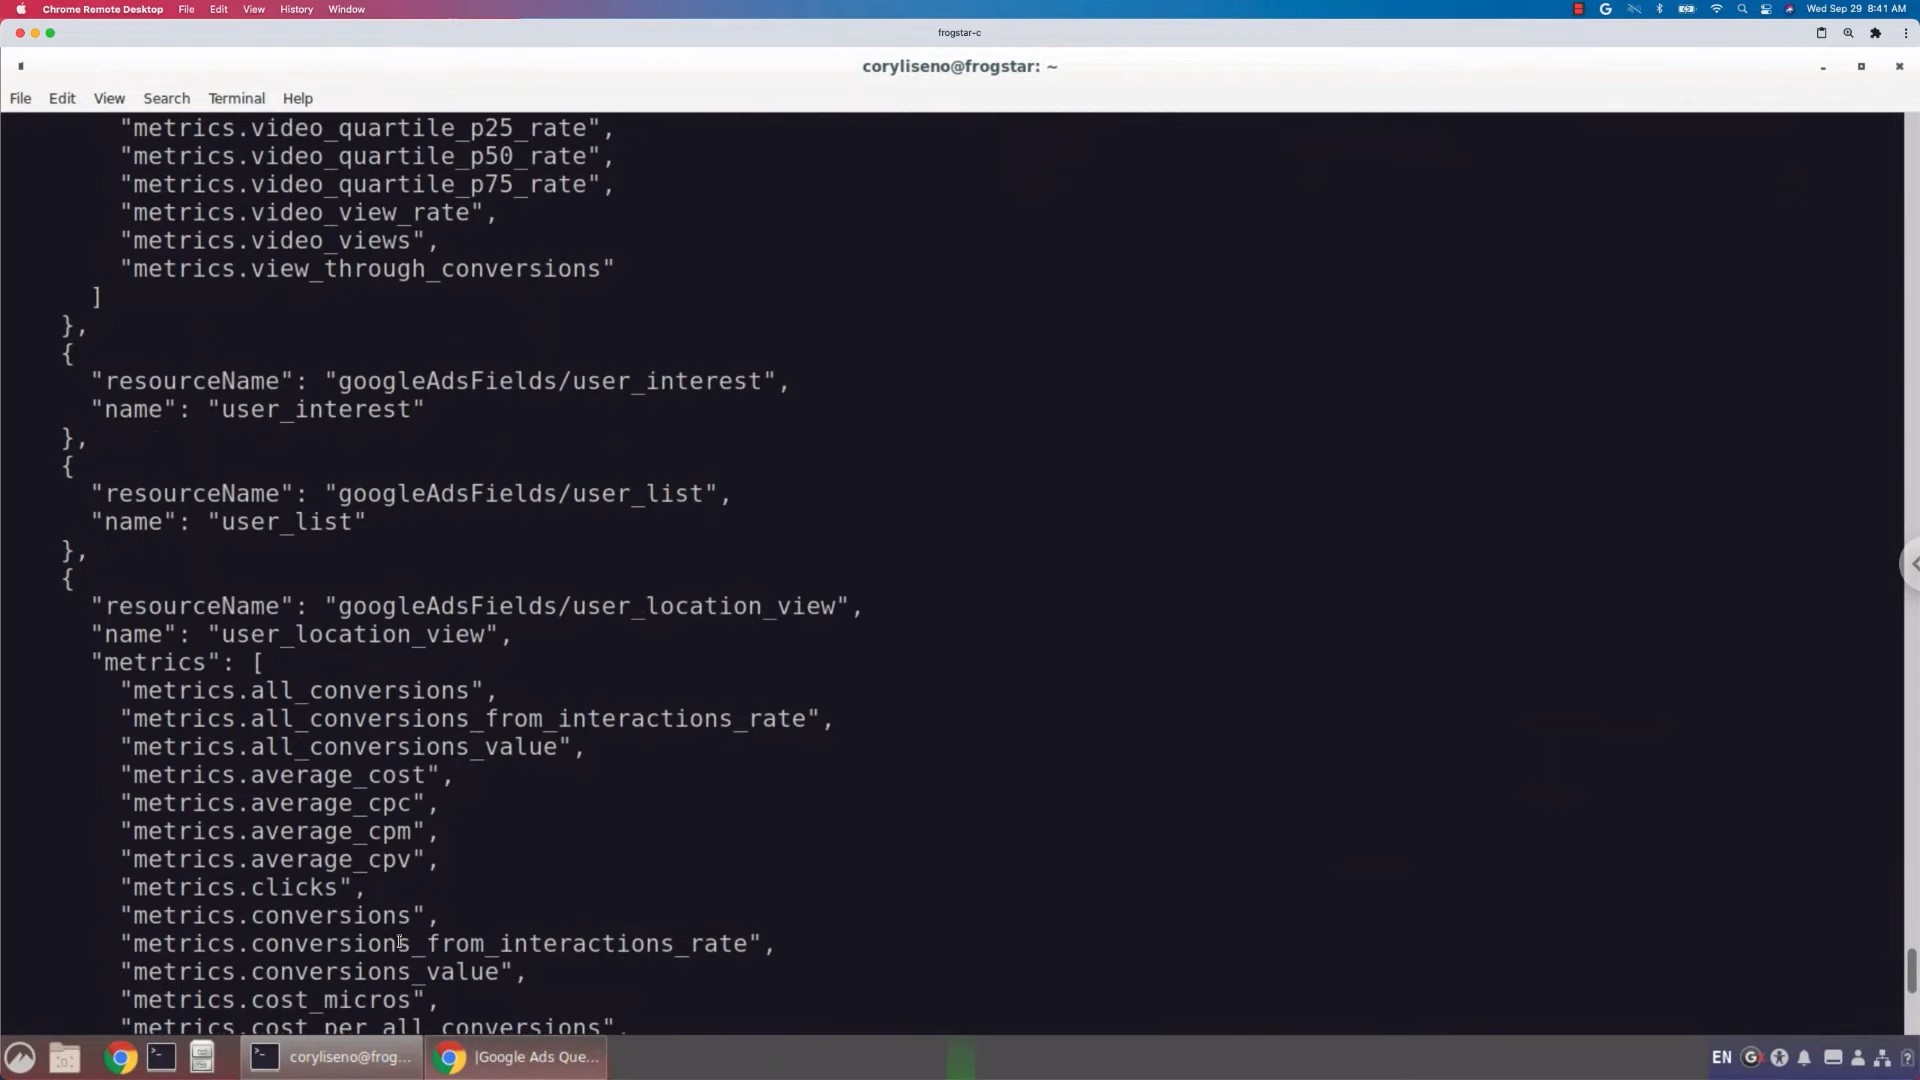 Chrome Remote Desktop File Edit View History Window
Wed Sep 29 8:41 AM
frogstar-c
coryliseno@frogstar: ~
File Edit View Search Terminal Help
"metrics.video_quartile_p25_rate",
"metrics.video_quartile_p50_rate",
"metrics.video_quartile_p75_rate",
"metrics.video_view_rate",
"metrics.video_views",
"metrics.view_through_conversions"
]
},
{
"resourceName": "googleAdsFields/user_interest",
"name": "user_interest"
},
{
"resourceName": "googleAdsFields/user_list",
"name": "user_list"
},
{
"resourceName": "googleAdsFields/user_location_view",
"name": "user_location_view",
"metrics": [
"metrics.all_conversions",
"metrics.all_conversions_from_interactions_rate",
"metrics.all_conversions_value",
"metrics.average_cost",
"metrics.average_cpc",
"metrics.average_cpm",
"metrics.average_cpv",
"metrics.clicks",
"metrics.conversions",
"metrics.conversions_from_interactions_rate",
"metrics.conversions_value",
"metrics.cost_micros",
"metrics.cost_per_all_conversions",
coryliseno@frog... |Google Ads Que... EN